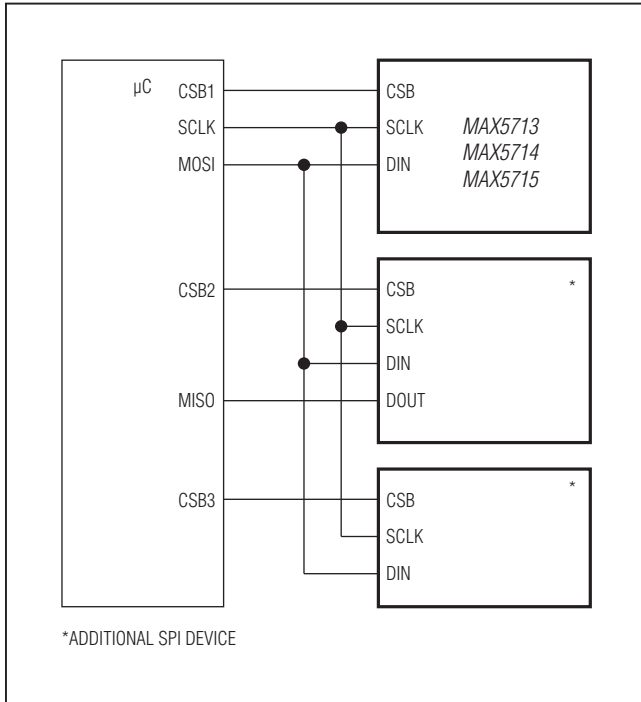 µC
CSB1
SCLK
MOSI
CSB2
MISO
CSB3
CSB
SCLK
DIN
MAX5713
MAX5714
MAX5715
CSB
*
SCLK
DIN
DOUT
CSB
*
SCLK
DIN
*ADDITIONAL SPI DEVICE